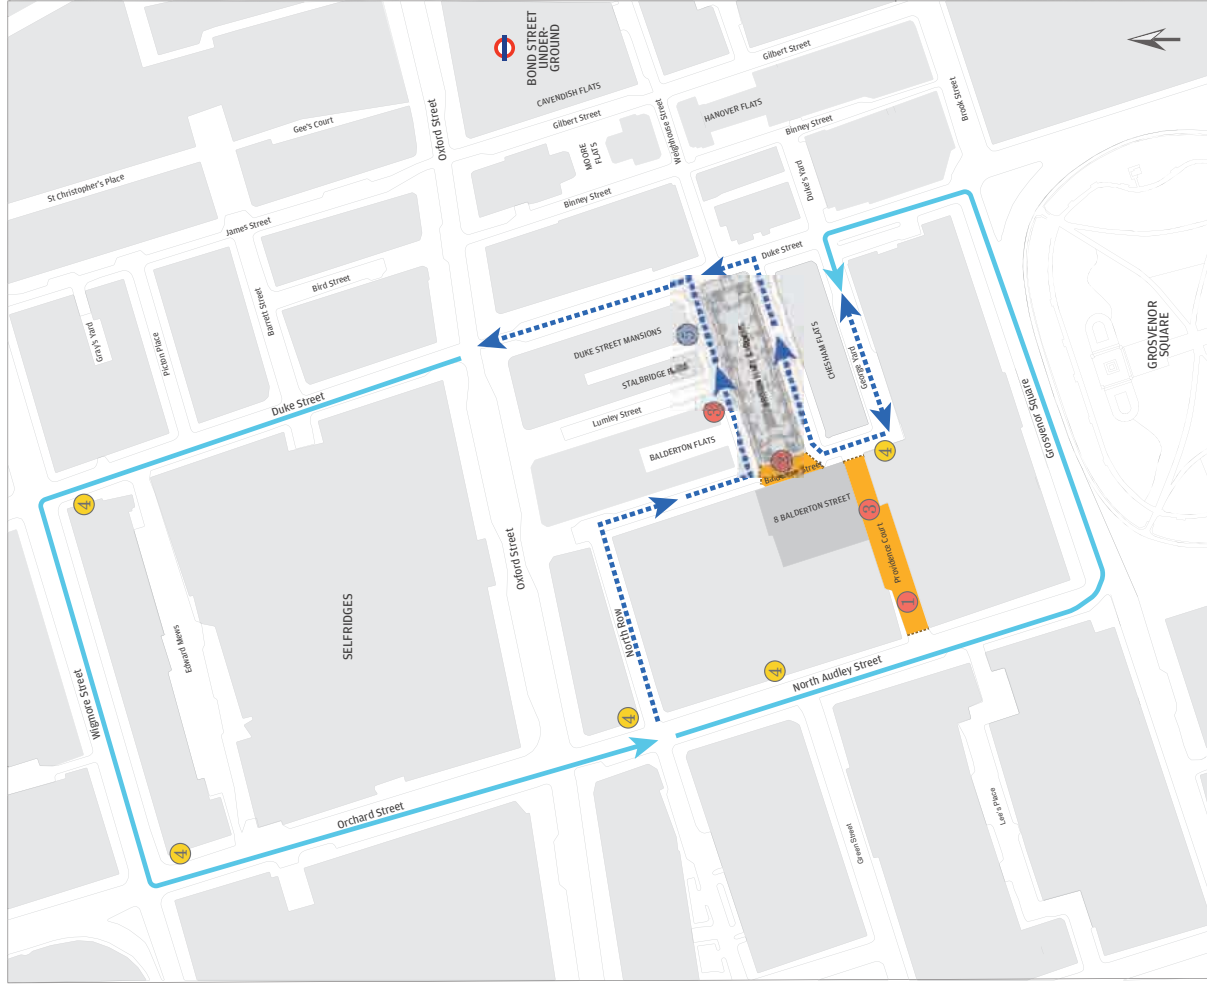 BOND STREET
UNDER-
GROUND
CAVENDISH FLATS
Gilbert Street
Gilbert Street
HANOVER FLATS
Brook Street
Gee's Court
Oxford Street
MOORE
FLATS
Weighhouse Street
Binney Street
St Christopher's Place
Binney Street
Duke's Yard
James Street
Duke Street
Bird Street
Barrett Street
Gray's Yard
Picton Place
DUKE STREET MANSIONS
5
CHESHAM FLATS
George Yard
GROSVENOR
SQUARE
STALBRIDGE
Duke Street
Lumley Street
3
Grosvenor Square
BALDERTON FLATS
2
4
Street
4
8 BALDERTON STREET
3
Providence Court
Oxford Street
1
SELFRIDGES
North Row
Edward Mews
4
North Audley Street
Wigmore Street
4
Orchard Street
Green Street
Lee's Place
4